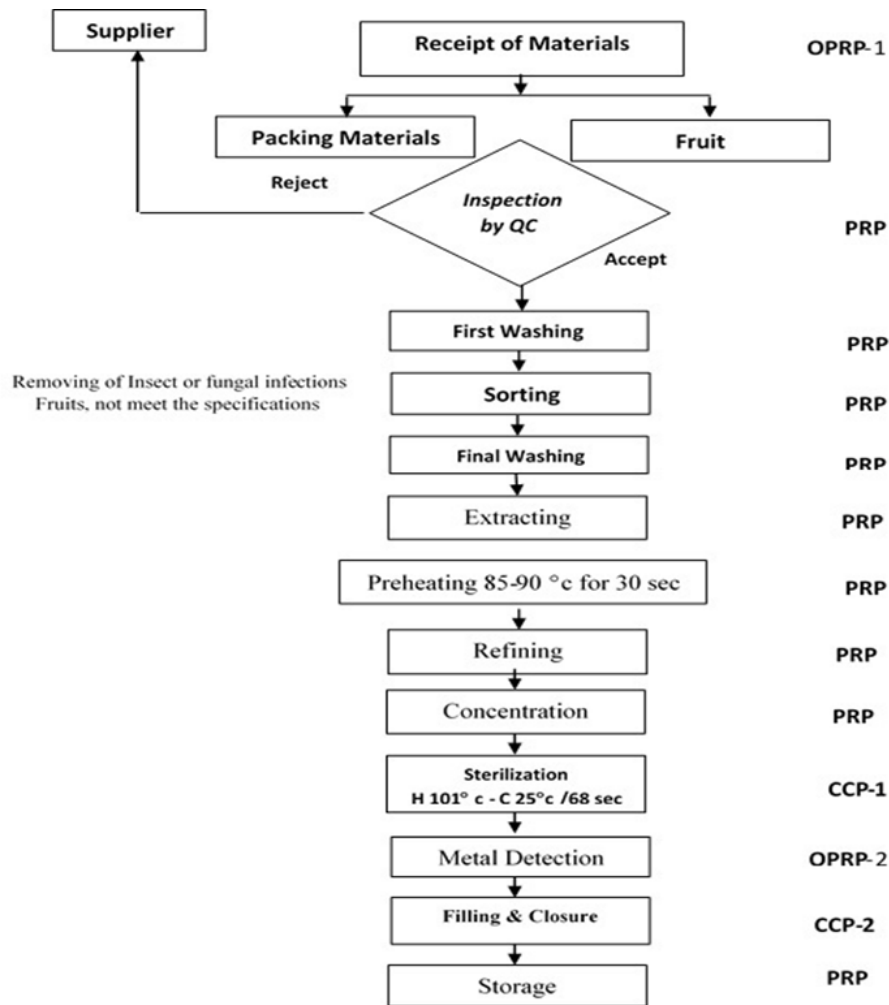 Supplier
Receipt of Materials
OPRP-1
Packing Materials
Fruit
Reject
Inspection
by QC
PRP
Accept
First Washing
PRP
Removing of Insect or fungal infections
Fruits, not meet the specifications
Sorting
PRP
Final Washing
PRP
Extracting
PRP
Preheating 85-90 °c for 30 sec
PRP
Refining
PRP
Concentration
PRP
Sterilization
H 101° c - C 25°c /68 sec
CCP-1
Metal Detection
OPRP-2
Filling & Closure
CCP-2
Storage
PRP